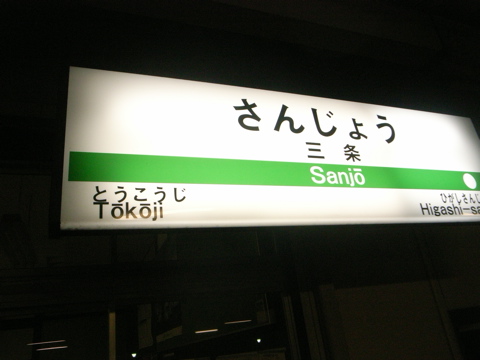 さんじょう
三条
Sanjō
とうこうじ
Tōkōji
ひがしさんじ
Higashi-sa